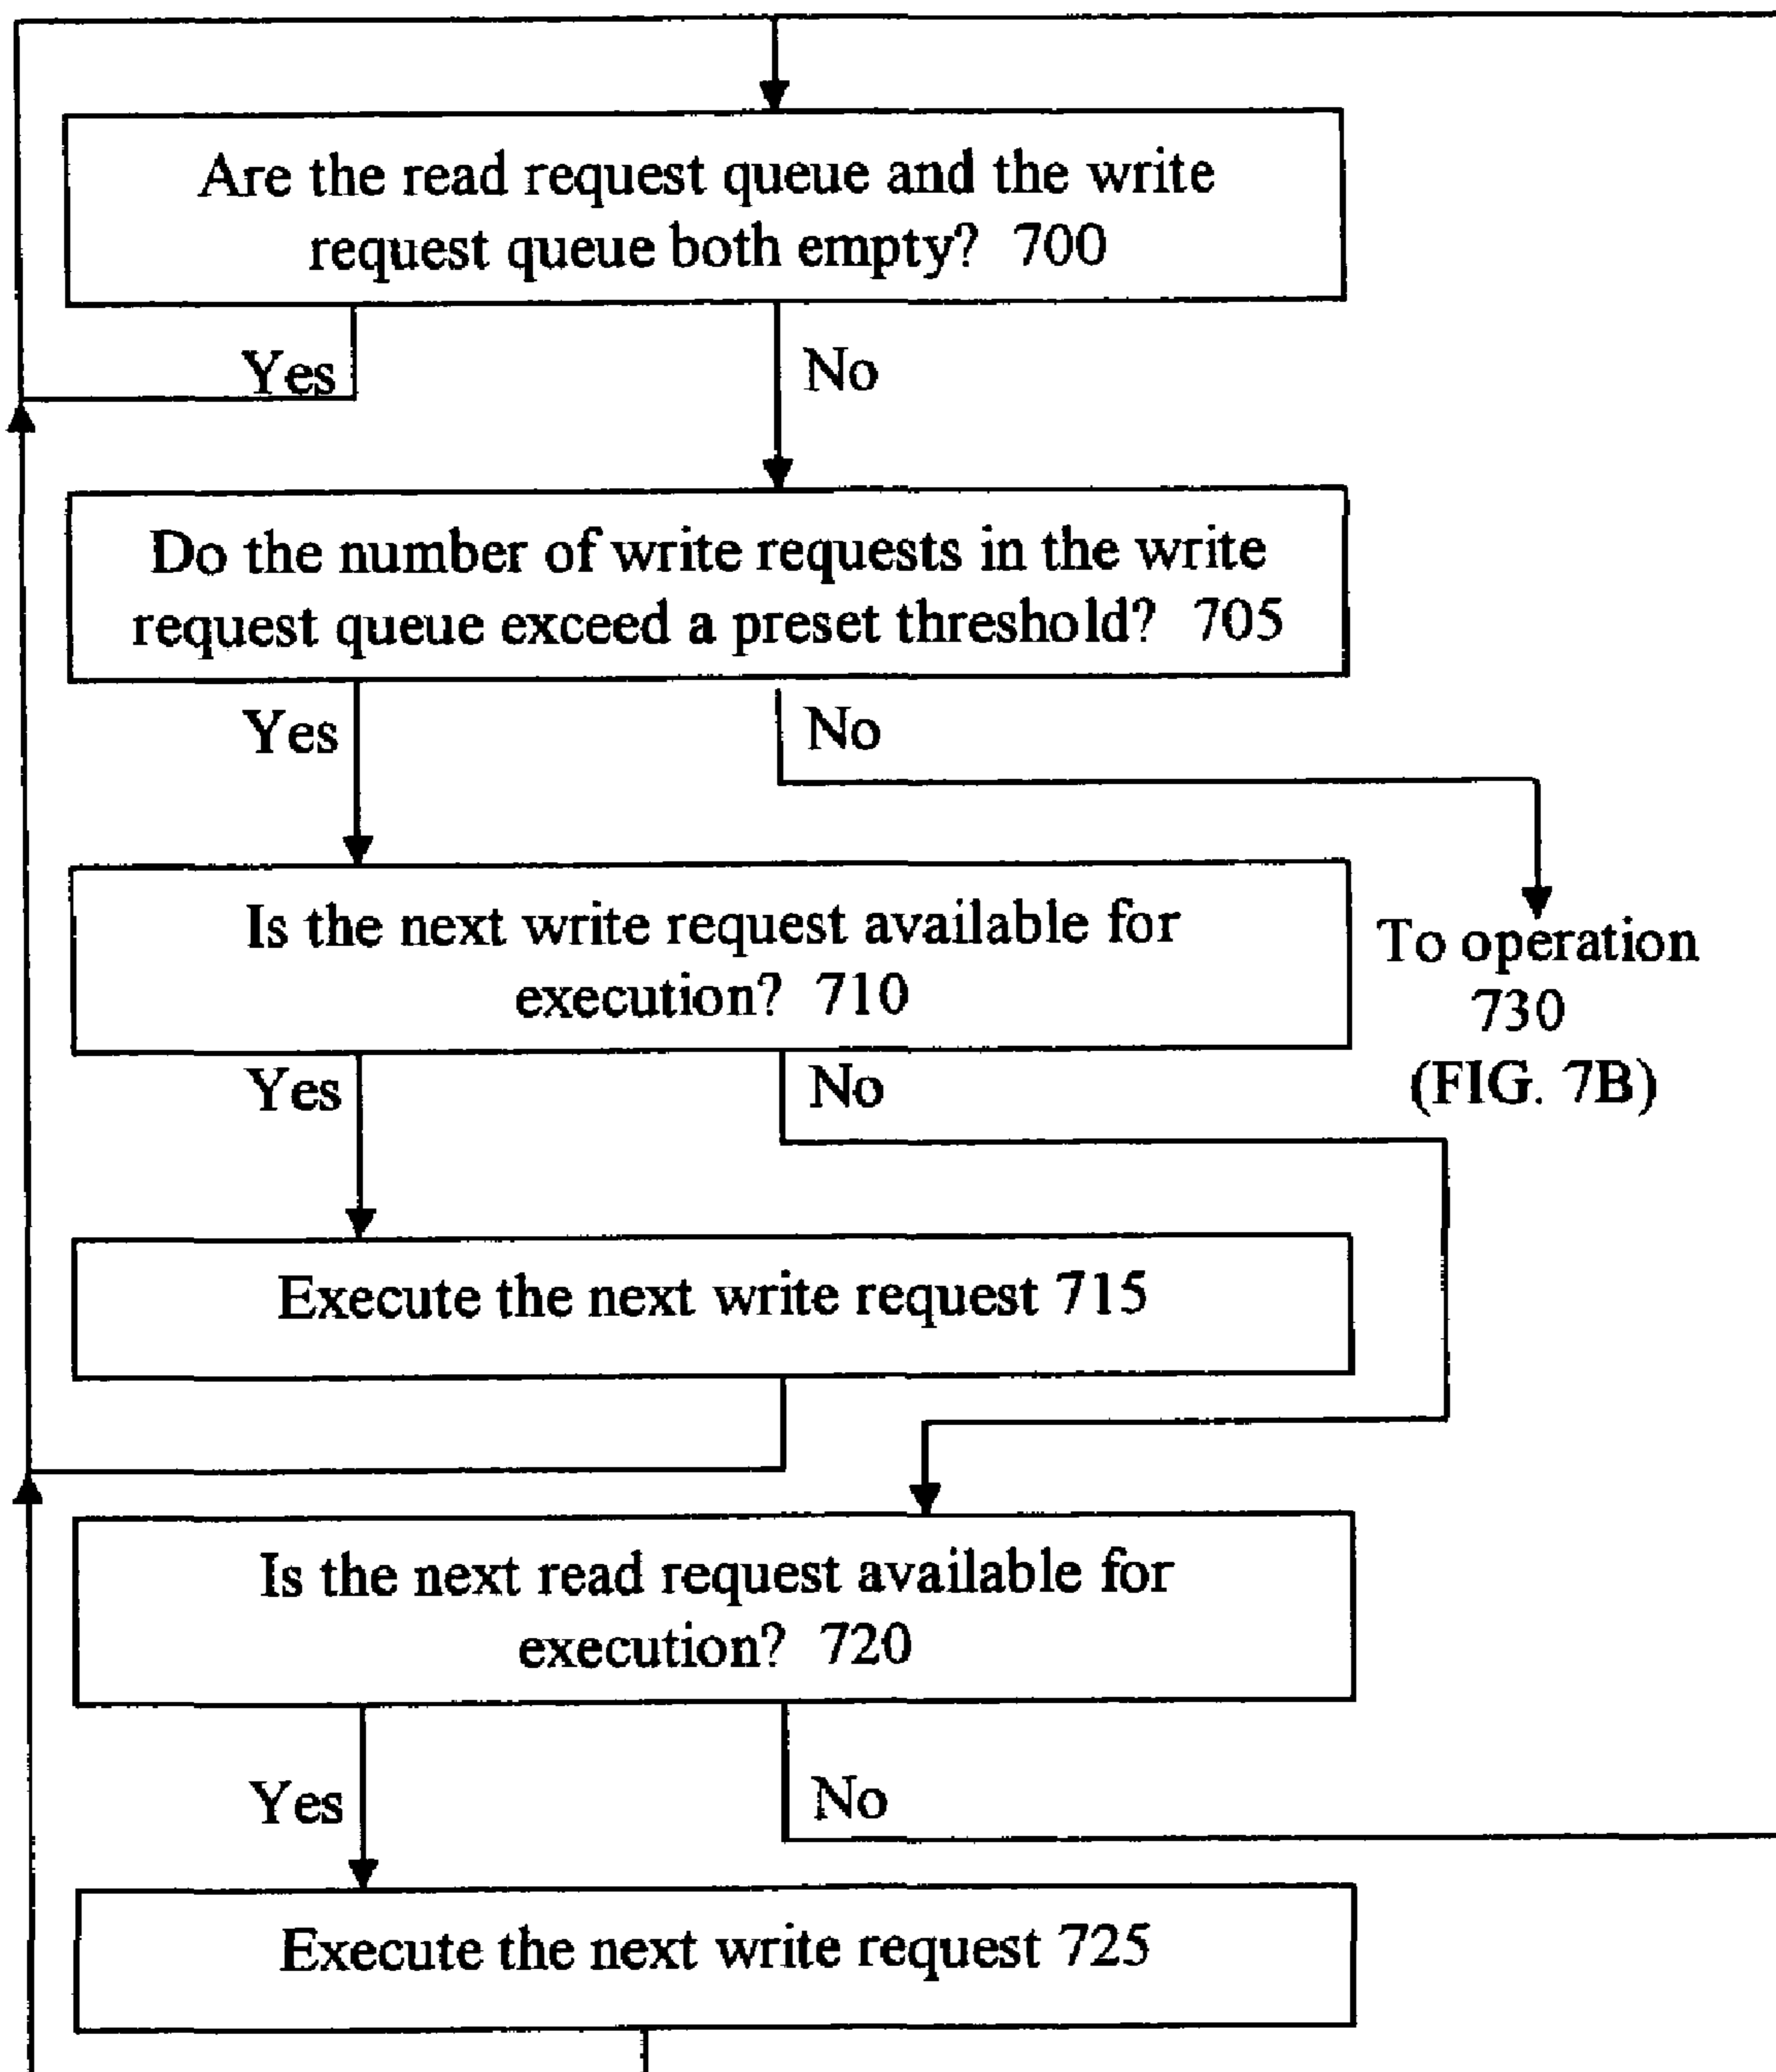 Are the read request queue and the write
request queue both empty? 700
Yes
No
Do the number of write requests in the write
request queue exceed a preset threshold? 705
Yes
No
Is the next write request available for
execution? 710
To operation
730
(FIG. 7B)
Yes
No
Execute the next write request 715
Is the next read request available for
execution? 720
Yes
No
Execute the next write request 725